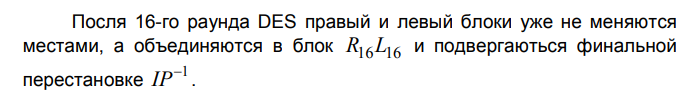 После 16-го раунда DES правый и левый блоки уже не меняются
местами, а объединяются в блок R₁₆L₁₆ и подвергаються финальной
перестановке IP⁻¹.